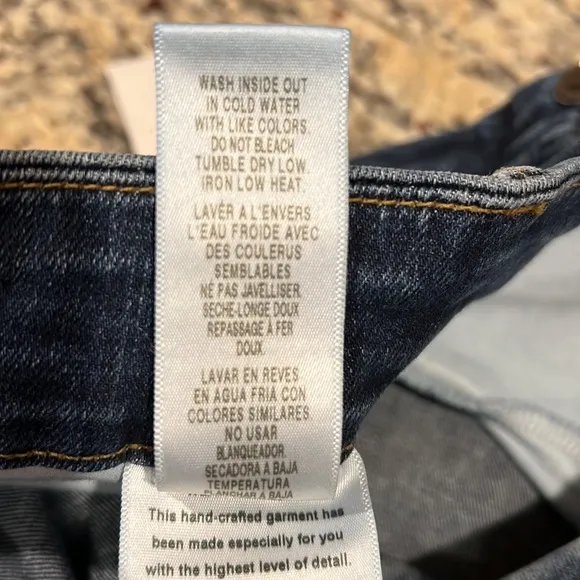 WASH INSIDE OUT
IN COLD WATER
WITH LIKE COLORS.
DO NOT BLEACH
TUMBLE DRY LOW.
IRON LOW HEAT.
LAVÉR A L'ENVERS
L'EAU FROIDE AVEC
DES COULERUS
SEMBLABLES
NE PAS JAVELLISER.
SECHE-LONGE DOUX
REPASSAGE À FER
DOUX.
LAVAR EN REVES
EN AGUA FRIA CON
COLORES SIMILARES.
NO USAR
BLANQUEADOR.
SECADORA A BAJA
TEMPERATURA
PLANCHAR A BAJA
This hand-crafted garment has
been made especially for you
with the highest level of detail.